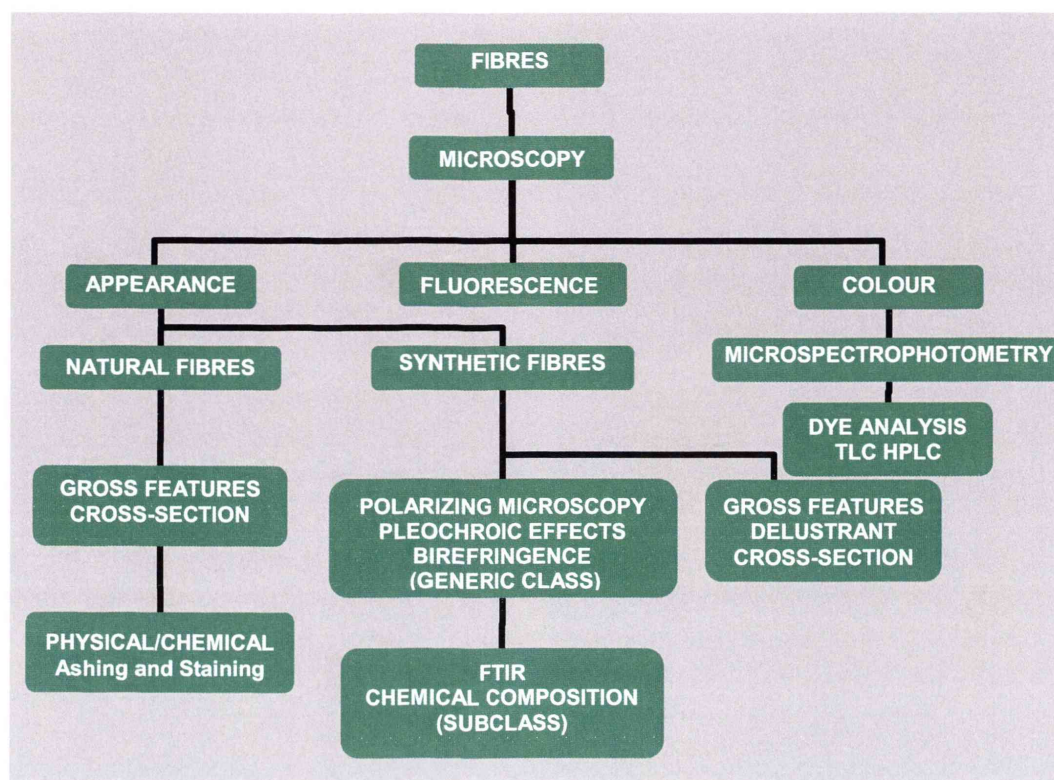 FIBRES
MICROSCOPY
APPEARANCE
FLUORESCENCE
COLOUR
NATURAL FIBRES
SYNTHETIC FIBRES
MICROSPECTROPHOTOMETRY
DYE ANALYSIS
TLC HPLC
GROSS FEATURES
CROSS-SECTION
POLARIZING MICROSCOPY
PLEOCHROIC EFFECTS
BIREFRINGENCE
(GENERIC CLASS)
GROSS FEATURES
DELUSTRANT
CROSS-SECTION
PHYSICAL/CHEMICAL
Ashing and Staining
FTIR
CHEMICAL COMPOSITION
(SUBCLASS)